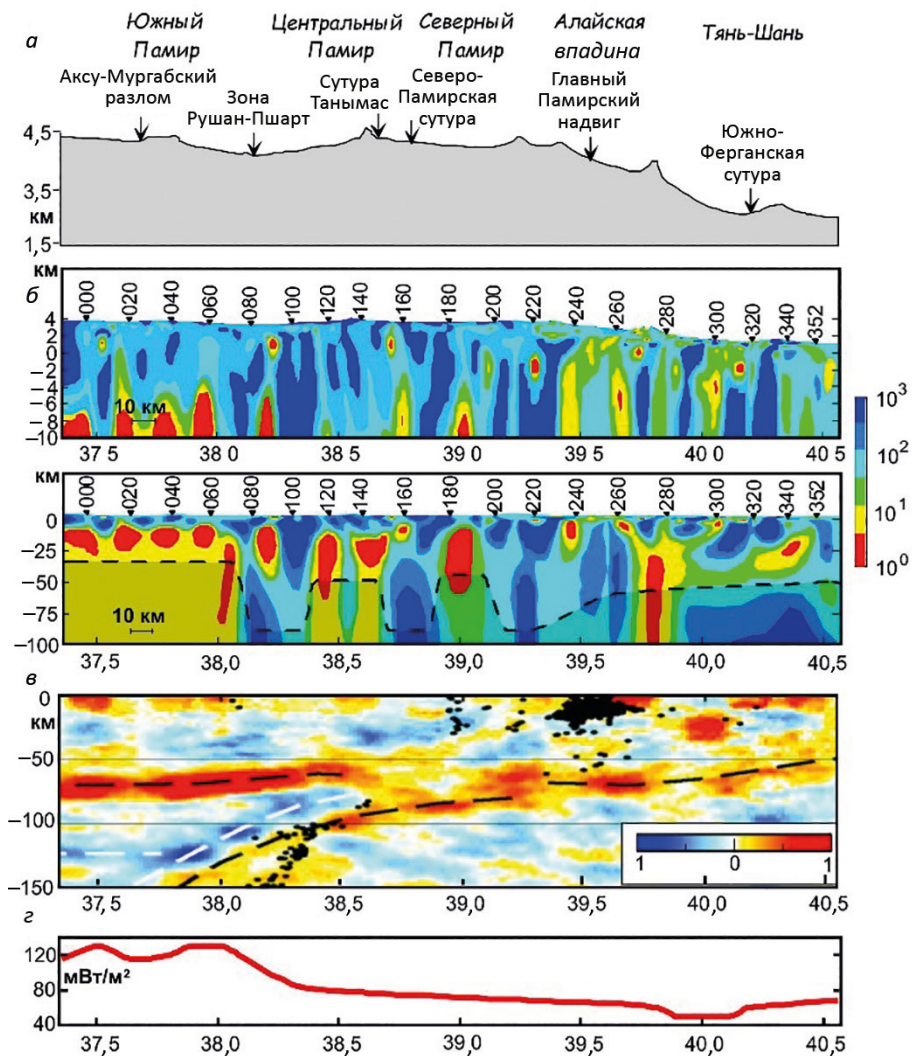 а
Южный
Памир
Центральный
Памир
Северный
Памир
Алайская
впадина
Тянь-Шань
Аксу-Мургабский
разлом
Зона
Рушан-Пшарт
Сутура
Танымас
Северо-
Памирская
сутура
Главный
Памирский
надвиг
Южно-
Ферганская
сутура
4,5
3,5
км
1,5
б
км
000 020 040 060 080 100 120 140 160 180 200 220 240 260 280 300 320 340 352
4
2
0
−2
−4
−6
−8
−10
10 км
37.5 38 0 38.5 39 0 39 5 40 0 40 5
10³
10²
10¹
10⁰
км
000 020 040 060 080 100 120 140 160 180 200 220 240 260 280 300 320 340 352
0
−25
−50
−75
−100
10 км
37,5 38,0 38,5 39,0 39,5 40,0 40,5
в
0
км
−50
−100
−150
1 0 1
37,5 38,0 38,5 39,0 39,5 40,0 40,5
г
120
мВт/м²
80
40
37,5 38,0 38,5 39,0 39,5 40,0 40,5